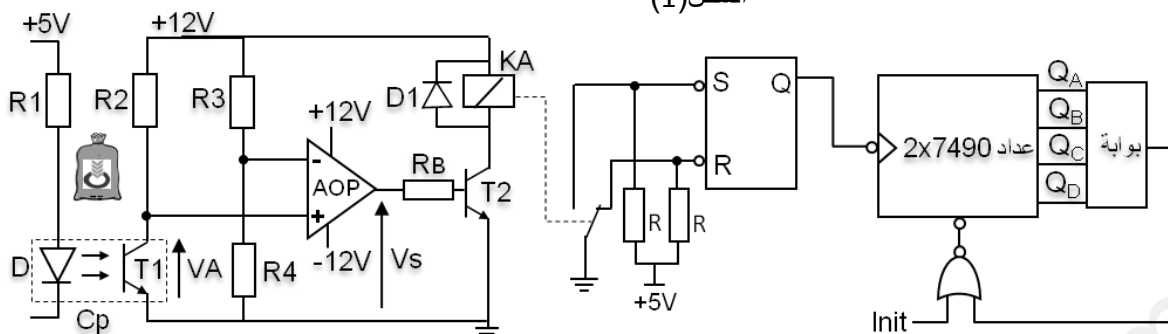 +5V
+12V
R1
R2
R3
+12V
D1
KA
-
AOP
+
RB
T2
-12V
D
T1
VA
R4
Vs
Cp
S
Q
R
R
R
+5V
عداد 2x7490
QA
QB
QC
QD
بوابة
Init